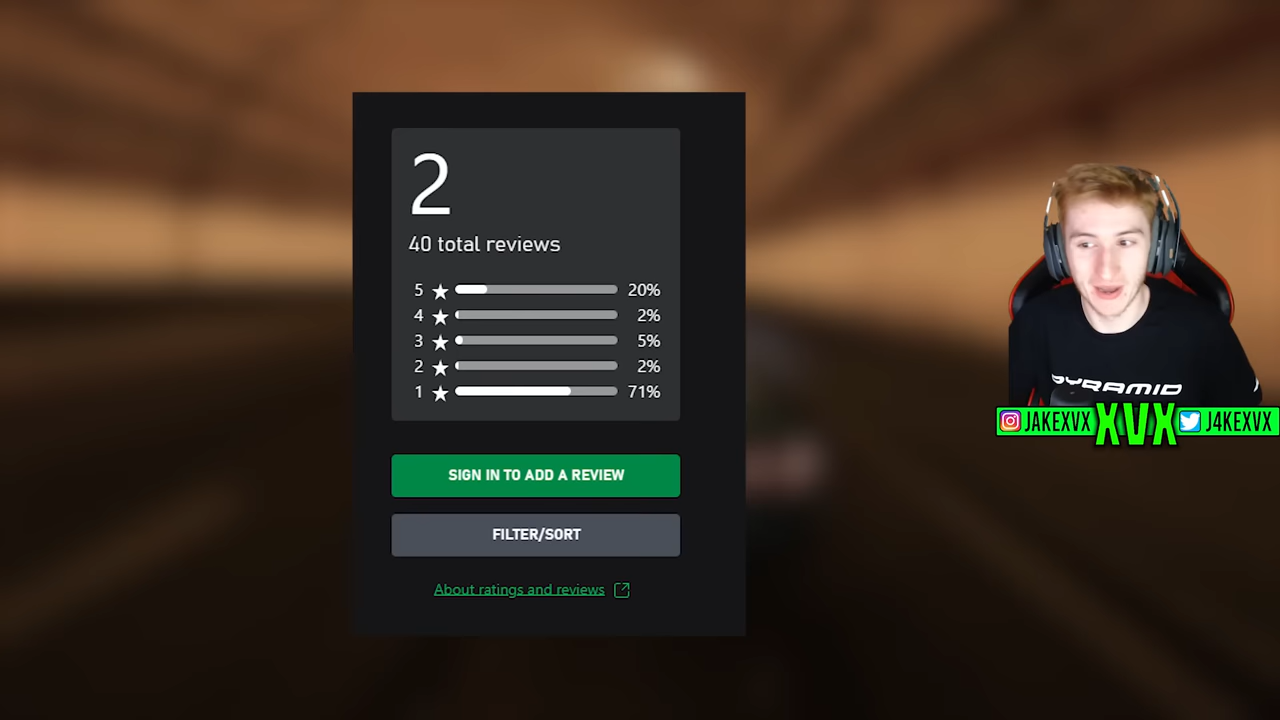 2
40 total reviews
5 ★ 20%
4 ★ 2%
3 ★ 5%
2 ★ 2%
1 ★ 71%
SIGN IN TO ADD A REVIEW
FILTER/SORT
About ratings and reviews
PYRAMID
JAKEXVX XVX J4KEXVX